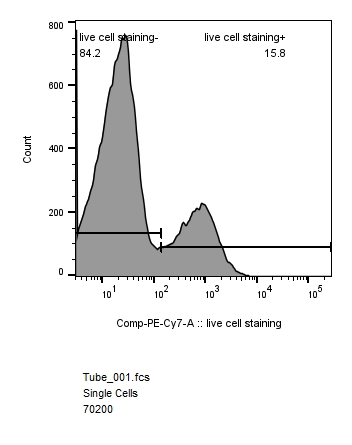 800
live cell staining-
live cell staining+
84.2
15.8
600
Count
400
200
0
10^1
10^2
10^3
10^4
10^5
Comp-PE-Cy7-A :: live cell staining
Tube_001.fcs
Single Cells
70200